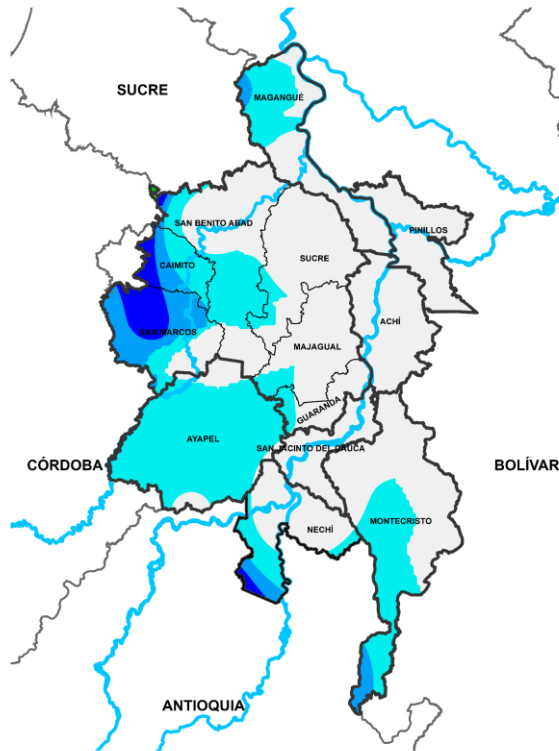 SUCRE
MAGANGUÉ
SAN BENITO ABAD
PINILLOS
CAIMITO
SUCRE
SAN MARCOS
ACHÍ
MAJAGUAL
GUARANDA
AYAPEL
SAN JACINTO DEL CAUCA
CÓRDOBA
BOLÍVAR
NECHÍ
MONTECRISTO
ANTIOQUIA